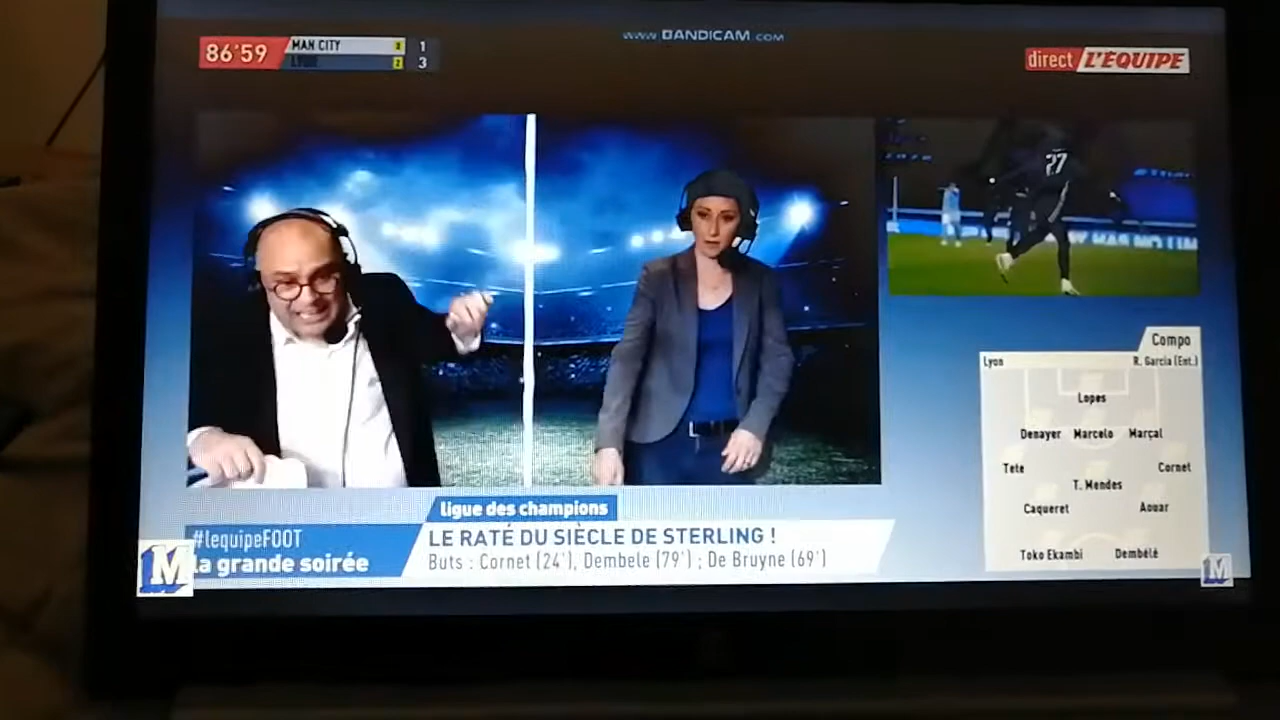 www.BANDICAM.COM
86'59
MAN CITY 1
LYON 3
direct L'ÉQUIPE
27
Compo
Lyon R. Garcia (Ent.)
Lopes
Denayer Marcelo Marçal
Tete Cornet
T. Mendes
Caqueret Aouar
Toko Ekambi Dembélé
ligue des champions
#lequipeFOOT
la grande soirée
LE RATÉ DU SIÈCLE DE STERLING !
Buts : Cornet (24'), Dembele (79') ; De Bruyne (69')
M
M